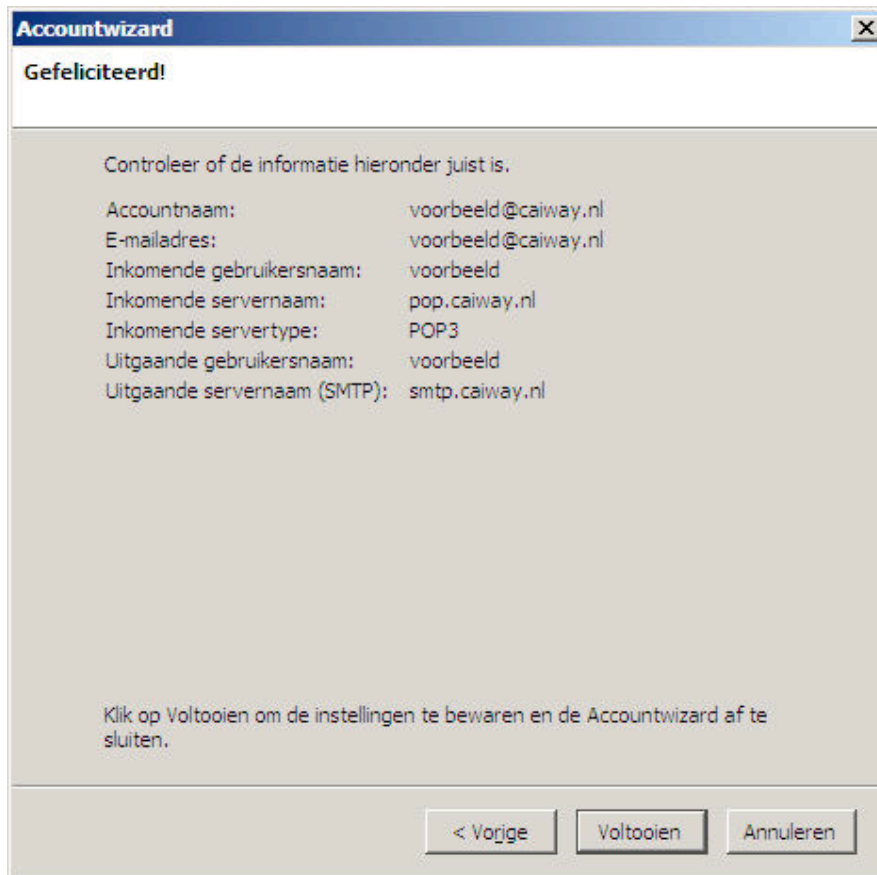 Accountwizard
Gefeliciteerd!
Controleer of de informatie hieronder juist is.
Accountnaam: voorbeeld@caiway.nl
E-mailadres: voorbeeld@caiway.nl
Inkomende gebruikersnaam: voorbeeld
Inkomende servernaam: pop.caiway.nl
Inkomende servertype: POP3
Uitgaande gebruikersnaam: voorbeeld
Uitgaande servernaam (SMTP): smtp.caiway.nl
Klik op Voltooien om de instellingen te bewaren en de Accountwizard af te
sluiten.
< Vorige Voltooien Annuleren